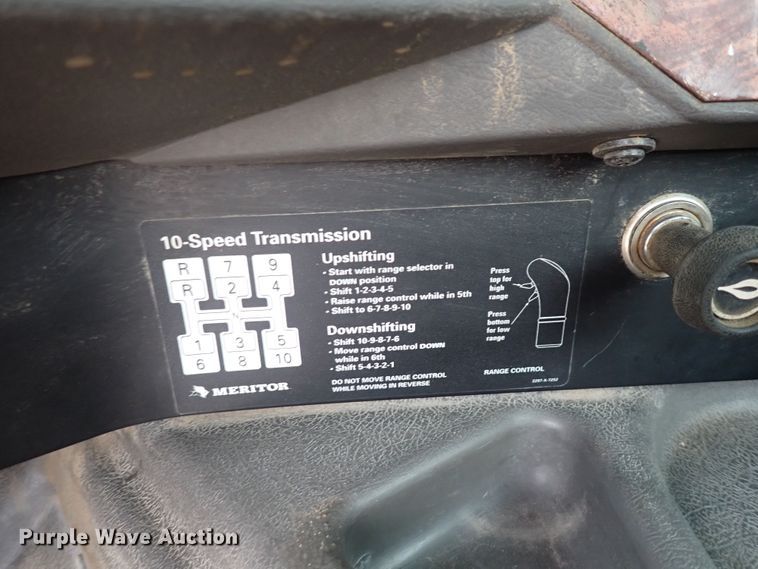 10-Speed Transmission
R 7 9
R 2 4
N
1 3 5
6 8 10
MERITOR
Upshifting
- Start with range selector in
DOWN position
- Shift 1-2-3-4-5
- Raise range control while in 5th
- Shift to 6-7-8-9-10
Downshifting
- Shift 10-9-8-7-6
- Move range control DOWN
while in 6th
- Shift 5-4-3-2-1
DO NOT MOVE RANGE CONTROL
WHILE MOVING IN REVERSE
Press
top for
high
range
Press
bottom
for low
range
RANGE CONTROL
Purple Wave Auction